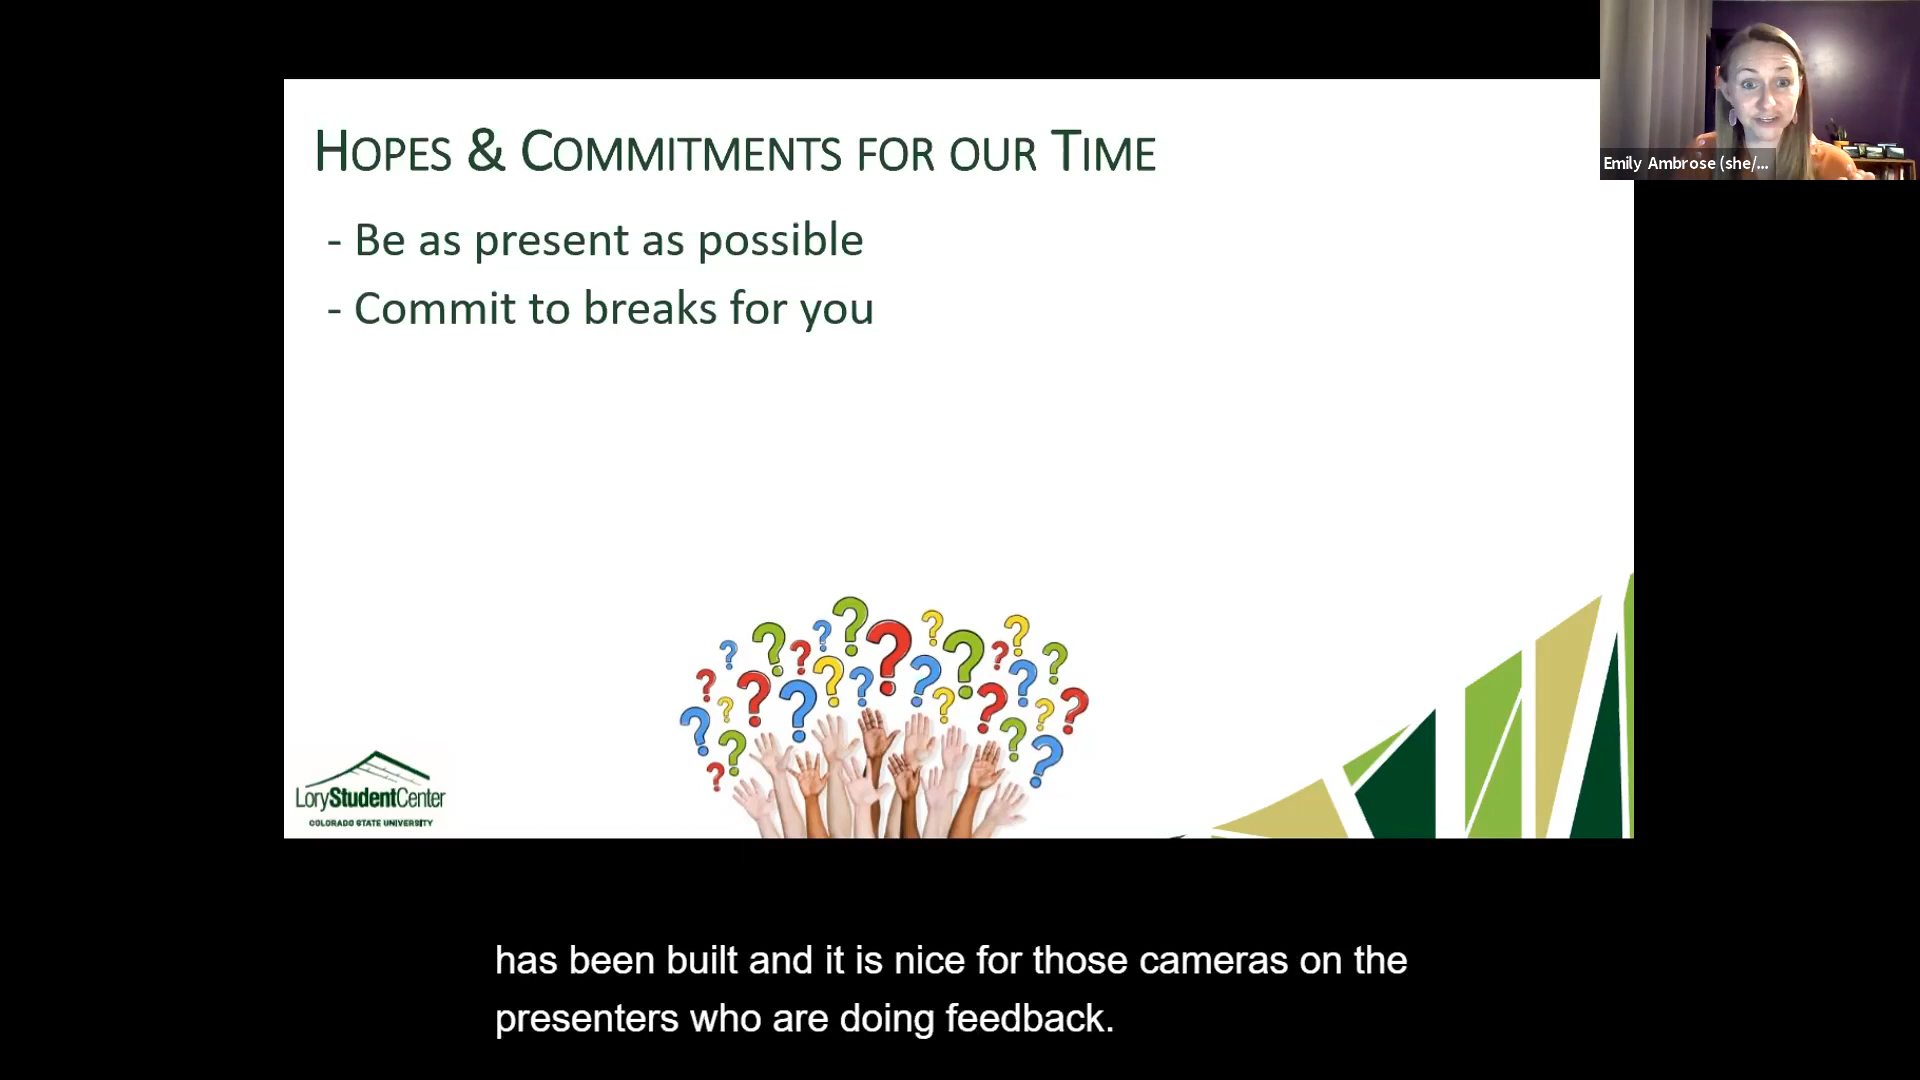 Hopes & Commitments for our Time
- Be as present as possible
- Commit to breaks for you
LoryStudentCenter
COLORADO STATE UNIVERSITY
Emily Ambrose (she/...
has been built and it is nice for those cameras on the
presenters who are doing feedback.